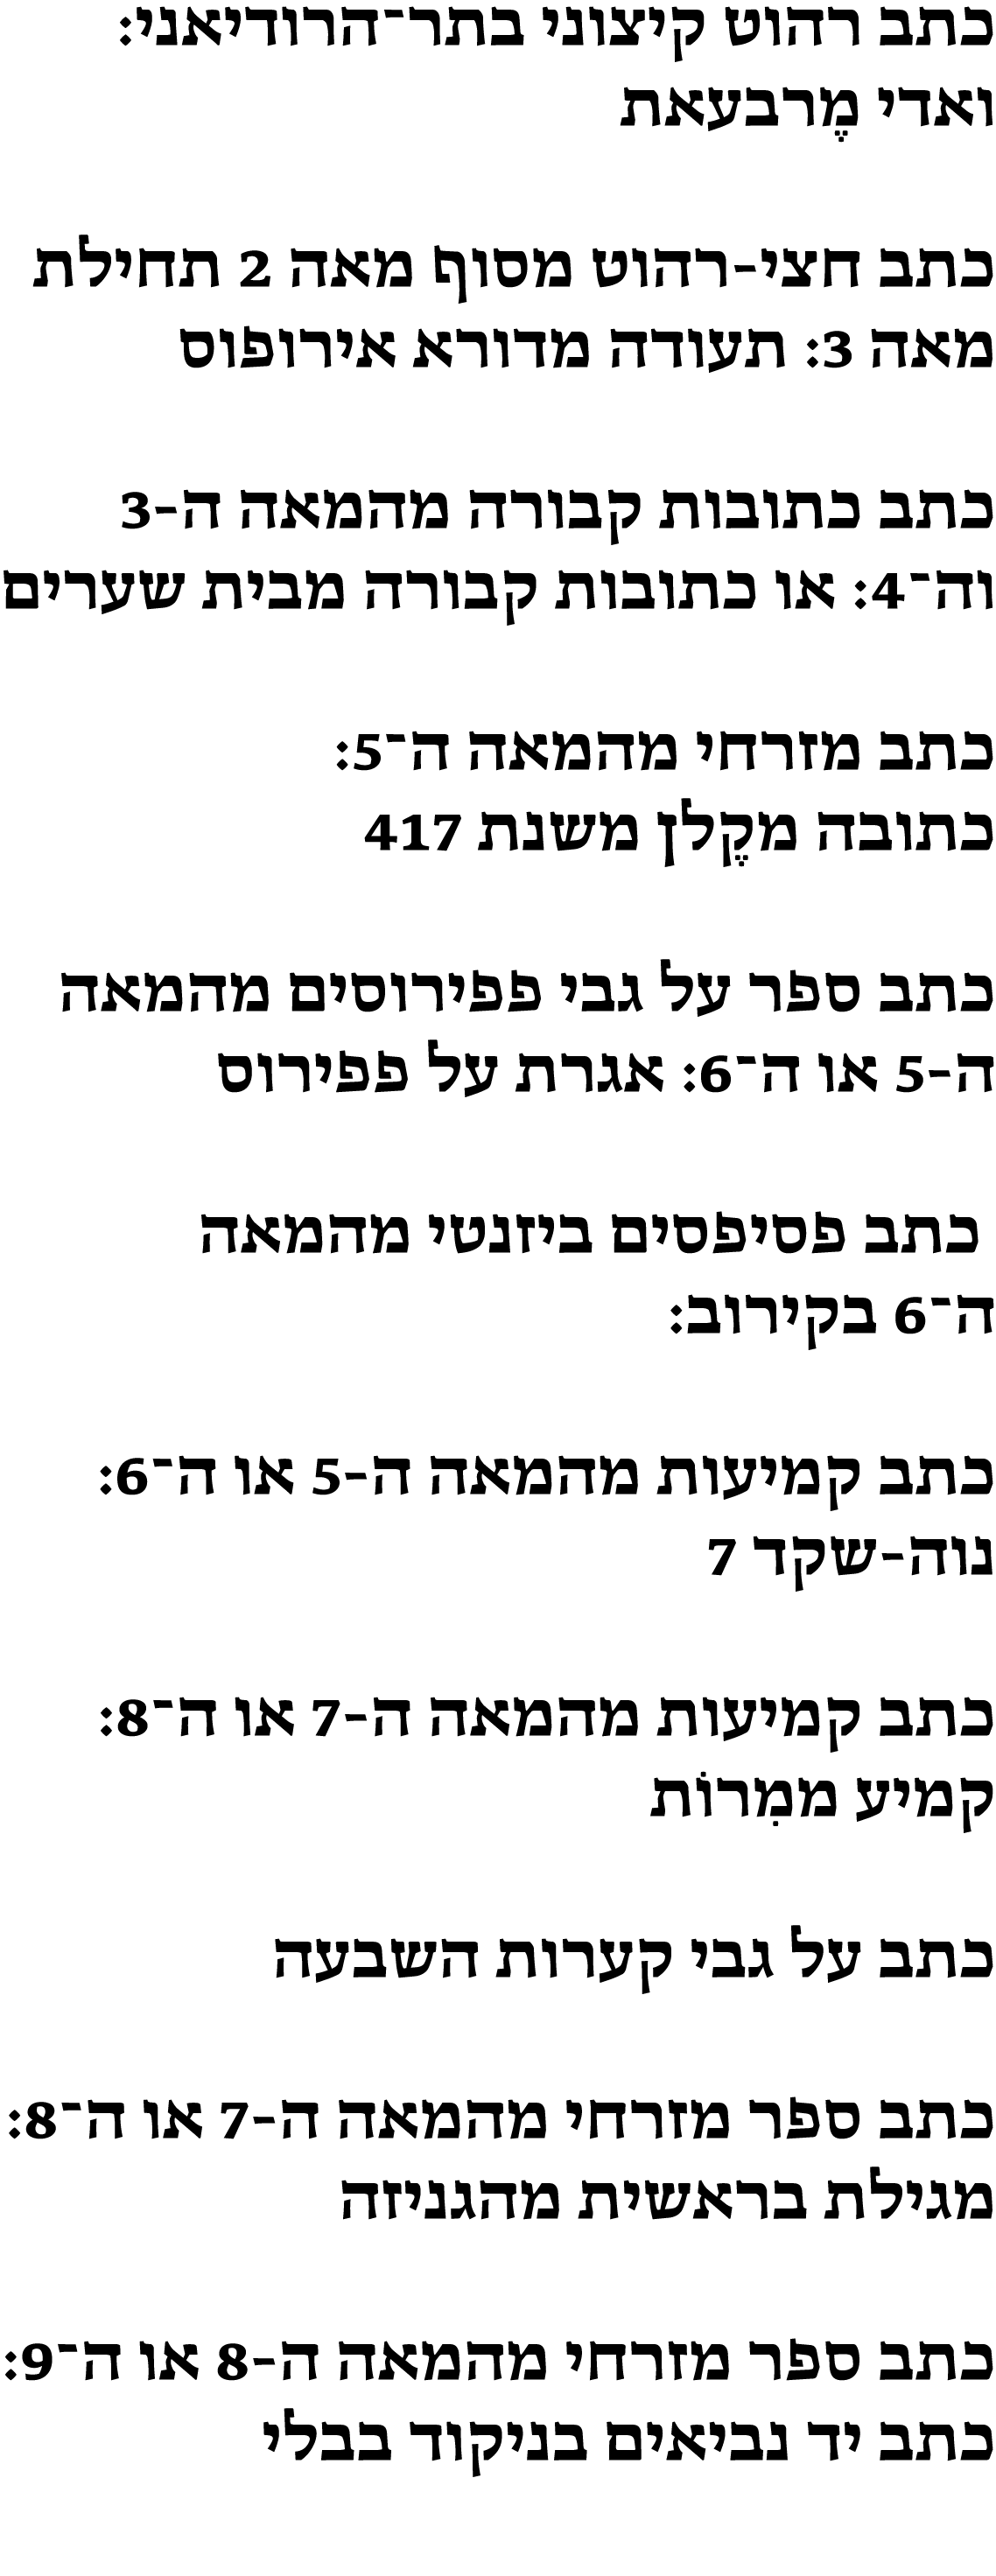 כתב רהוט קיצוני בתר־הרודיאני:
ואדי מֶרבעאת
כתב חצי-רהוט מסוף מאה 2 תחילת
מאה 3: תעודה מדורא אירופוס
כתב כתובות קבורה מהמאה ה-3
וה־4: או כתובות קבורה מבית שערים
כתב מזרחי מהמאה ה־5:
כתובה מקֶלן משנת 417
כתב ספר על גבי פפירוסים מהמאה
ה-5 או ה־6: אגרת על פפירוס
כתב פסיפסים ביזנטי מהמאה
ה־6 בקירוב:
כתב קמיעות מהמאה ה-5 או ה־6:
נוה-שקד 7
כתב קמיעות מהמאה ה-7 או ה־8:
קמיע ממִרוֹת
כתב על גבי קערות השבעה
כתב ספר מזרחי מהמאה ה-7 או ה־8:
מגילת בראשית מהגניזה
כתב ספר מזרחי מהמאה ה-8 או ה־9:
כתב יד נביאים בניקוד בבלי